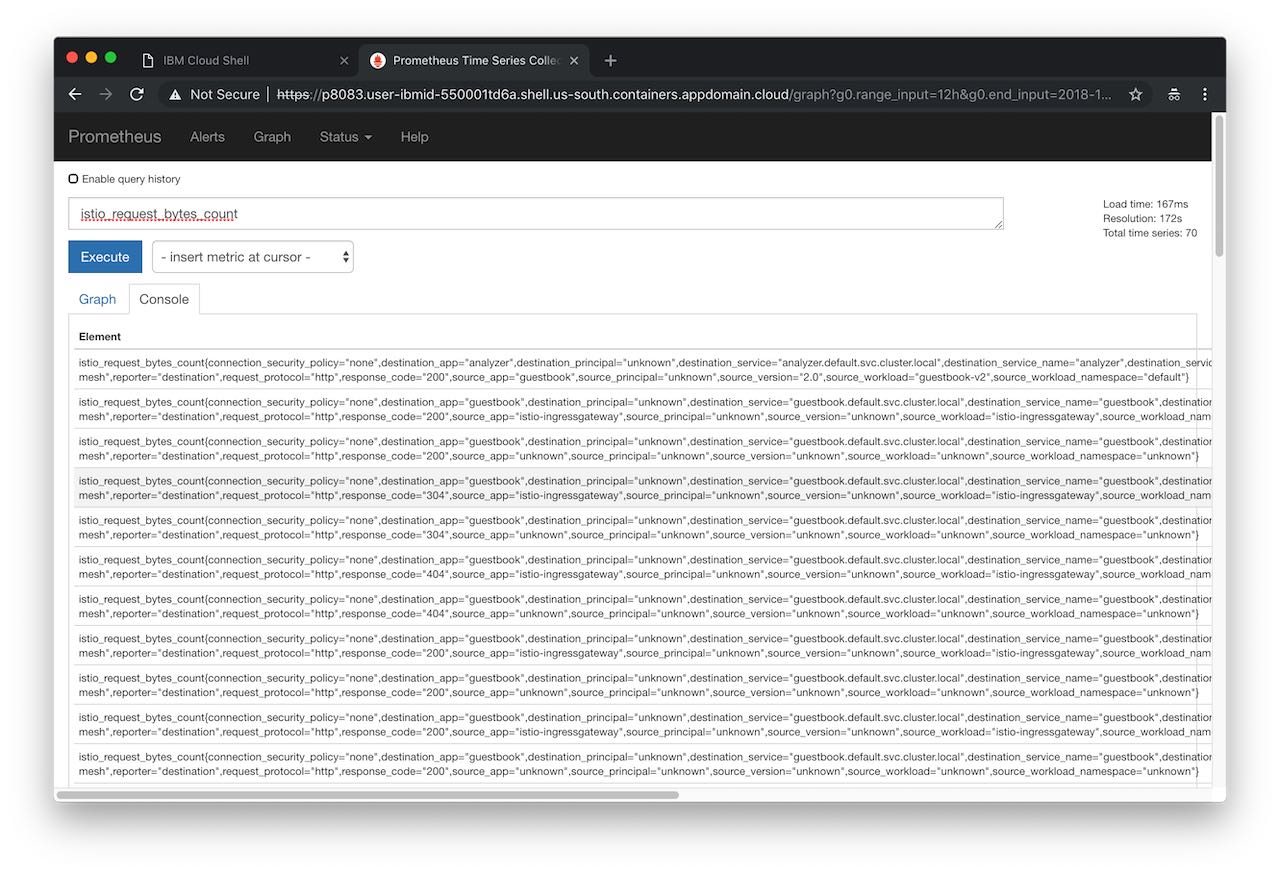 IBM Cloud Shell
Prometheus Time Series Collec
Not Secure | https://p8083.user-ibmid-550001td6a.shell.us-south.containers.appdomain.cloud/graph?g0.range_input=12h&g0.end_input=2018-1...
Prometheus Alerts Graph Status Help
Enable query history
istio_request_bytes_count
Load time: 167ms
Resolution: 172s
Total time series: 70
Execute - insert metric at cursor -
Graph Console
Element
istio_request_bytes_count{connection_security_policy="none",destination_app="analyzer",destination_principal="unknown",destination_service="analyzer.default.svc.cluster.local",destination_service_name="analyzer",destination_servic
mesh",reporter="destination",request_protocol="http",response_code="200",source_app="guestbook",source_principal="unknown",source_version="2.0",source_workload="guestbook-v2",source_workload_namespace="default"}
istio_request_bytes_count{connection_security_policy="none",destination_app="guestbook",destination_principal="unknown",destination_service="guestbook.default.svc.cluster.local",destination_service_name="guestbook",destination
mesh",reporter="destination",request_protocol="http",response_code="200",source_app="istio-ingressgateway",source_principal="unknown",source_version="unknown",source_workload="istio-ingressgateway",source_workload_nam
istio_request_bytes_count{connection_security_policy="none",destination_app="guestbook",destination_principal="unknown",destination_service="guestbook.default.svc.cluster.local",destination_service_name="guestbook",destination
mesh",reporter="destination",request_protocol="http",response_code="200",source_app="unknown",source_principal="unknown",source_version="unknown",source_workload="unknown",source_workload_namespace="unknown"}
istio_request_bytes_count{connection_security_policy="none",destination_app="guestbook",destination_principal="unknown",destination_service="guestbook.default.svc.cluster.local",destination_service_name="guestbook",destination
mesh",reporter="destination",request_protocol="http",response_code="304",source_app="istio-ingressgateway",source_principal="unknown",source_version="unknown",source_workload="istio-ingressgateway",source_workload_nam
istio_request_bytes_count{connection_security_policy="none",destination_app="guestbook",destination_principal="unknown",destination_service="guestbook.default.svc.cluster.local",destination_service_name="guestbook",destination
mesh",reporter="destination",request_protocol="http",response_code="304",source_app="unknown",source_principal="unknown",source_version="unknown",source_workload="unknown",source_workload_namespace="unknown"}
istio_request_bytes_count{connection_security_policy="none",destination_app="guestbook",destination_principal="unknown",destination_service="guestbook.default.svc.cluster.local",destination_service_name="guestbook",destination
mesh",reporter="destination",request_protocol="http",response_code="404",source_app="istio-ingressgateway",source_principal="unknown",source_version="unknown",source_workload="istio-ingressgateway",source_workload_nam
istio_request_bytes_count{connection_security_policy="none",destination_app="guestbook",destination_principal="unknown",destination_service="guestbook.default.svc.cluster.local",destination_service_name="guestbook",destination
mesh",reporter="destination",request_protocol="http",response_code="404",source_app="unknown",source_principal="unknown",source_version="unknown",source_workload="unknown",source_workload_namespace="unknown"}
istio_request_bytes_count{connection_security_policy="none",destination_app="guestbook",destination_principal="unknown",destination_service="guestbook.default.svc.cluster.local",destination_service_name="guestbook",destination
mesh",reporter="destination",request_protocol="http",response_code="200",source_app="istio-ingressgateway",source_principal="unknown",source_version="unknown",source_workload="istio-ingressgateway",source_workload_nam
istio_request_bytes_count{connection_security_policy="none",destination_app="guestbook",destination_principal="unknown",destination_service="guestbook.default.svc.cluster.local",destination_service_name="guestbook",destination
mesh",reporter="destination",request_protocol="http",response_code="200",source_app="unknown",source_principal="unknown",source_version="unknown",source_workload="unknown",source_workload_namespace="unknown"}
istio_request_bytes_count{connection_security_policy="none",destination_app="guestbook",destination_principal="unknown",destination_service="guestbook.default.svc.cluster.local",destination_service_name="guestbook",destination
mesh",reporter="destination",request_protocol="http",response_code="200",source_app="istio-ingressgateway",source_principal="unknown",source_version="unknown",source_workload="istio-ingressgateway",source_workload_nam
istio_request_bytes_count{connection_security_policy="none",destination_app="guestbook",destination_principal="unknown",destination_service="guestbook.default.svc.cluster.local",destination_service_name="guestbook",destination
mesh",reporter="destination",request_protocol="http",response_code="200",source_app="unknown",source_principal="unknown",source_version="unknown",source_workload="unknown",source_workload_namespace="unknown"}